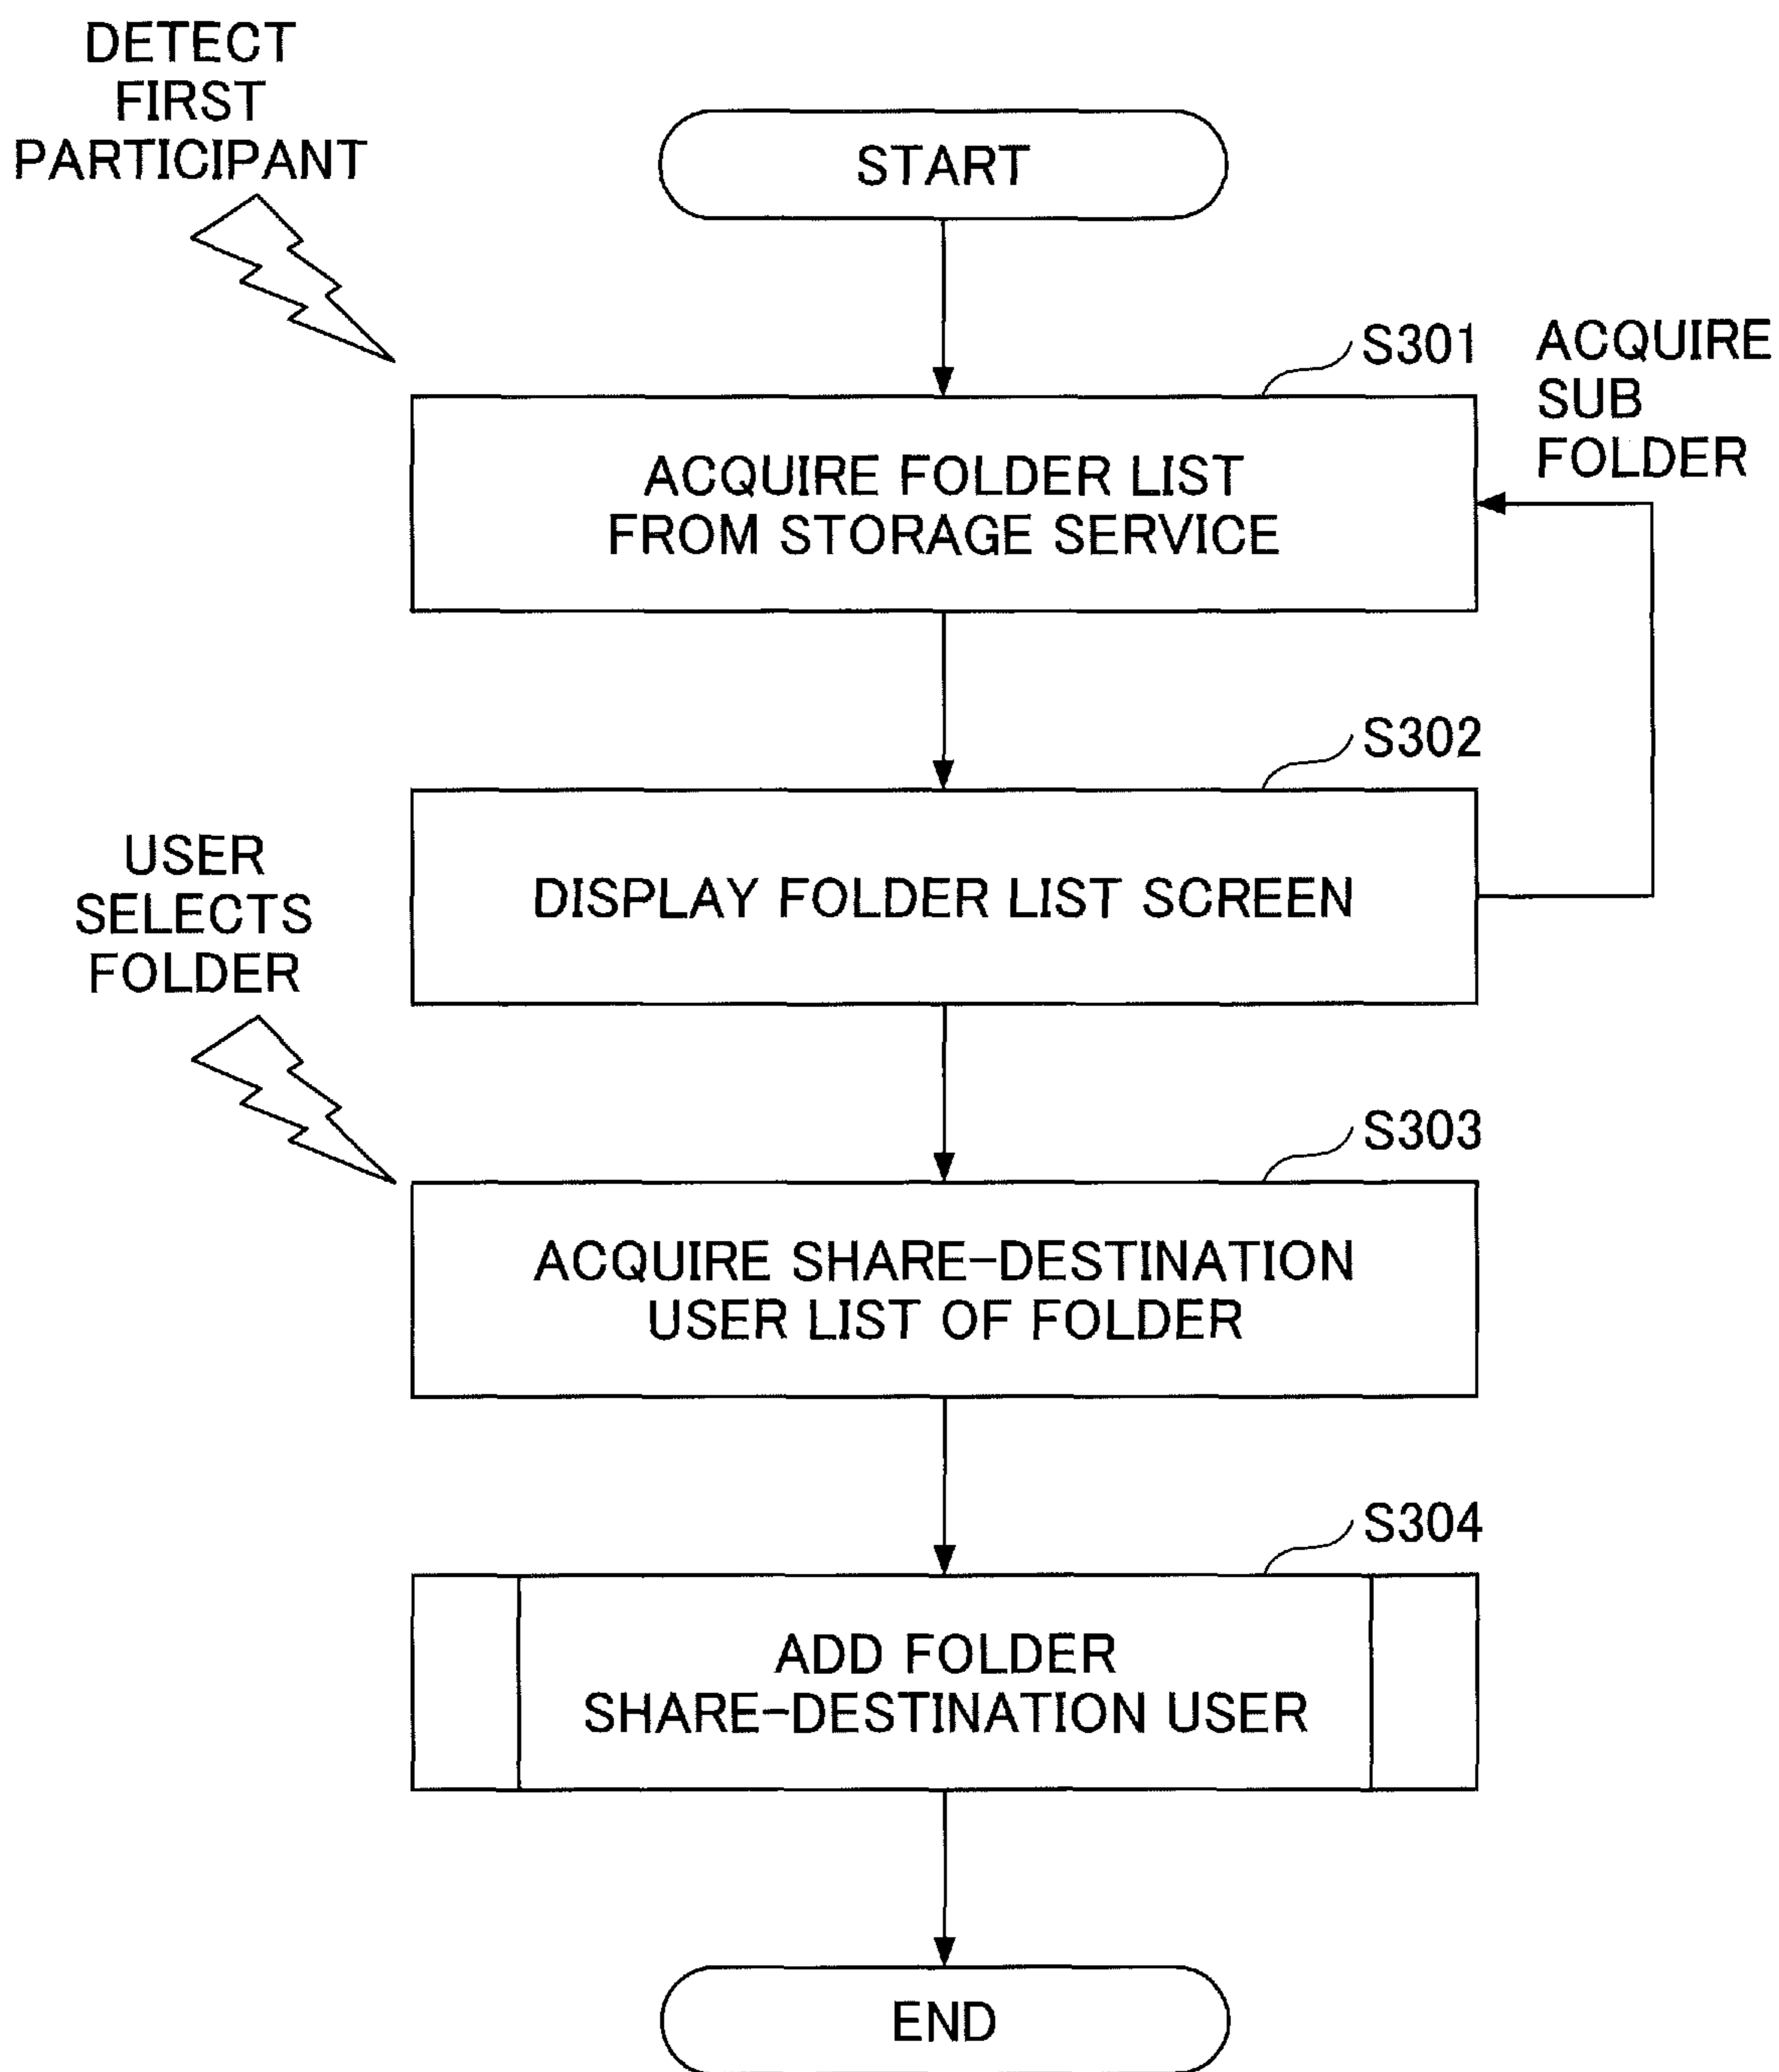 DETECT
FIRST
PARTICIPANT
START
S301
ACQUIRE
SUB
FOLDER
ACQUIRE FOLDER LIST
FROM STORAGE SERVICE
S302
DISPLAY FOLDER LIST SCREEN
USER
SELECTS
FOLDER
S303
ACQUIRE SHARE-DESTINATION
USER LIST OF FOLDER
S304
ADD FOLDER
SHARE-DESTINATION USER
END